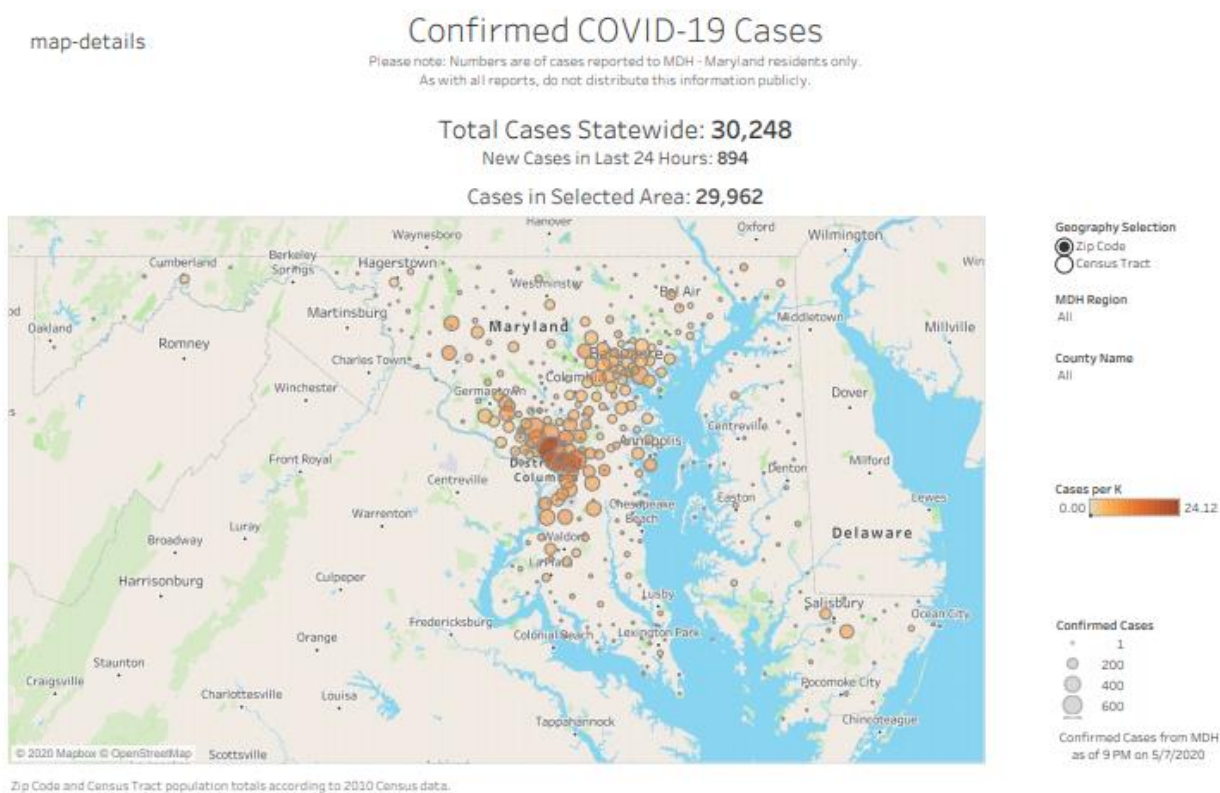 map-details
Confirmed COVID-19 Cases
Please note: Numbers are of cases reported to MDH - Maryland residents only.
As with all reports, do not distribute this information publicly.
Total Cases Statewide: 30,248
New Cases in Last 24 Hours: 894
Cases in Selected Area: 29,962
Hanover
Waynesboro
Oxford
Wilmington
Cumberland
Berkeley
Springs
Hagerstown
Westminster
Bel Air
Win
Oakland
Martinsburg
Maryland
Middletown
Millville
Romney
Charles Town
Baltimore
Columbia
Winchester
Germantown
Dover
Centreville
Annapolis
Front Royal
Centreville
Denton
Milford
Warrenton
Chesapeake
Beach
Easton
Lewes
Luray
Broadway
Waldorf
Delaware
LaPlata
Harrisonburg
Culpeper
Lusby
Salisbury
Ocean City
Fredericksburg
Colonial Beach
Lexington Park
Orange
Staunton
Craigsville
Charlottesville
Louisa
Pocomoke City
Tappahannock
Chincoteague
Scottsville
© 2020 Mapbox © OpenStreetMap
Geography Selection
Zip Code
Census Tract
MDH Region
All
County Name
All
Cases per K
0.00 24.12
Confirmed Cases
1
200
400
600
Confirmed Cases from MDH
as of 9 PM on 5/7/2020
Zip Code and Census Tract population totals according to 2010 Census data.